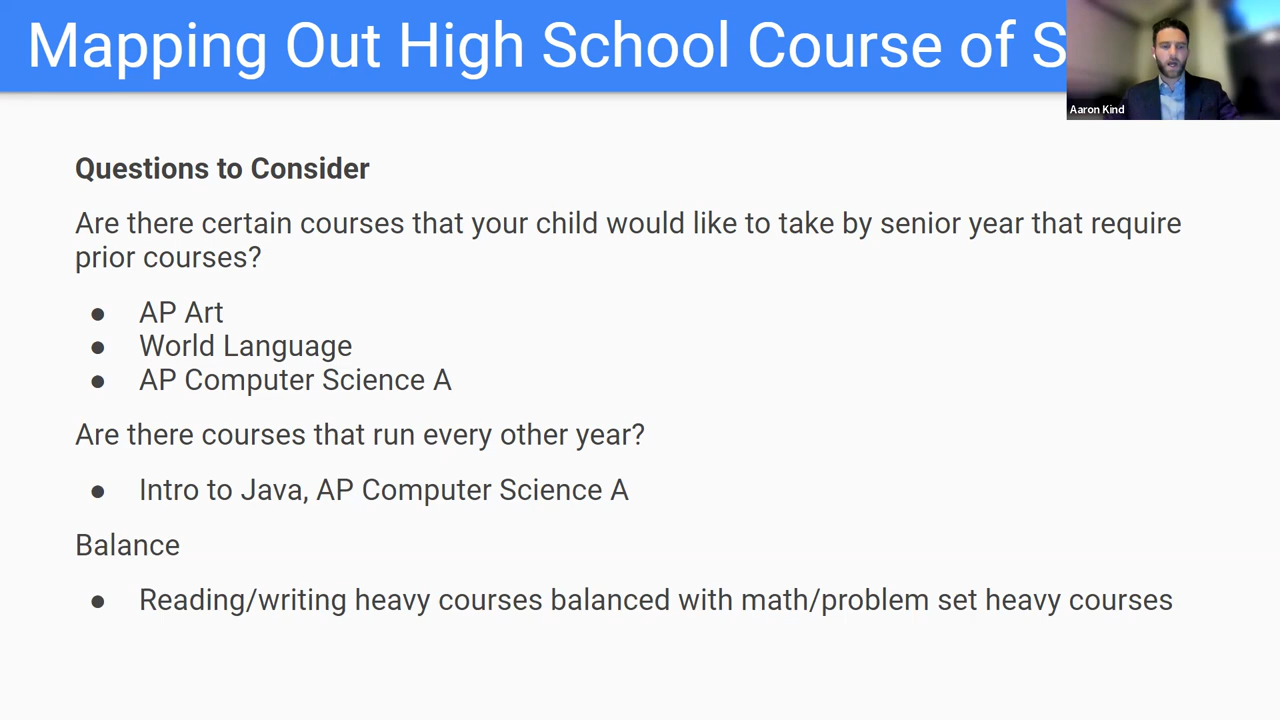 Mapping Out High School Course of S
Aaron Kind
Questions to Consider
Are there certain courses that your child would like to take by senior year that require
prior courses?
● AP Art
● World Language
● AP Computer Science A
Are there courses that run every other year?
● Intro to Java, AP Computer Science A
Balance
● Reading/writing heavy courses balanced with math/problem set heavy courses